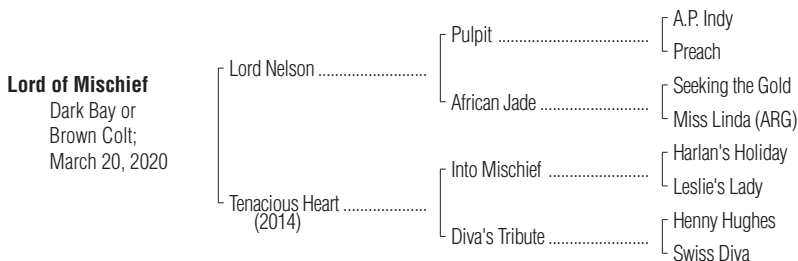 Lord of Mischief
Dark Bay or
Brown Colt;
March 20, 2020
Lord Nelson ..........................
Tenacious Heart ....................
(2014)
Pulpit ....................................
African Jade ..........................
Into Mischief ........................
Diva's Tribute ........................
A.P. Indy
Preach
Seeking the Gold
Miss Linda (ARG)
Harlan's Holiday
Leslie's Lady
Henny Hughes
Swiss Diva